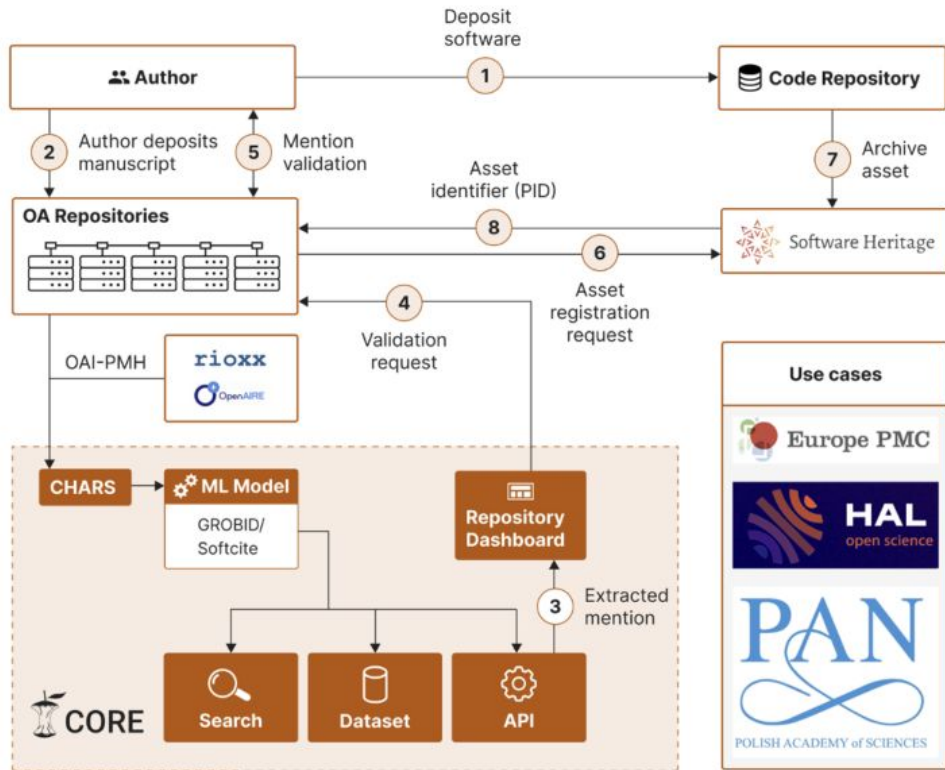 Deposit
software
1
Author
Code Repository
2
Author deposits
manuscript
5
Mention
validation
7
Archive
asset
Asset
identifier (PID)
8
OA Repositories
Software Heritage
6
Asset
registration
request
4
Validation
request
OAI-PMH
rioxx
OpenAIRE
Use cases
Europe PMC
HAL
open science
PAN
POLISH ACADEMY of SCIENCES
CHARS
ML Model
GROBID/
Softcite
Repository
Dashboard
3
Extracted
mention
Search
Dataset
API
CORE